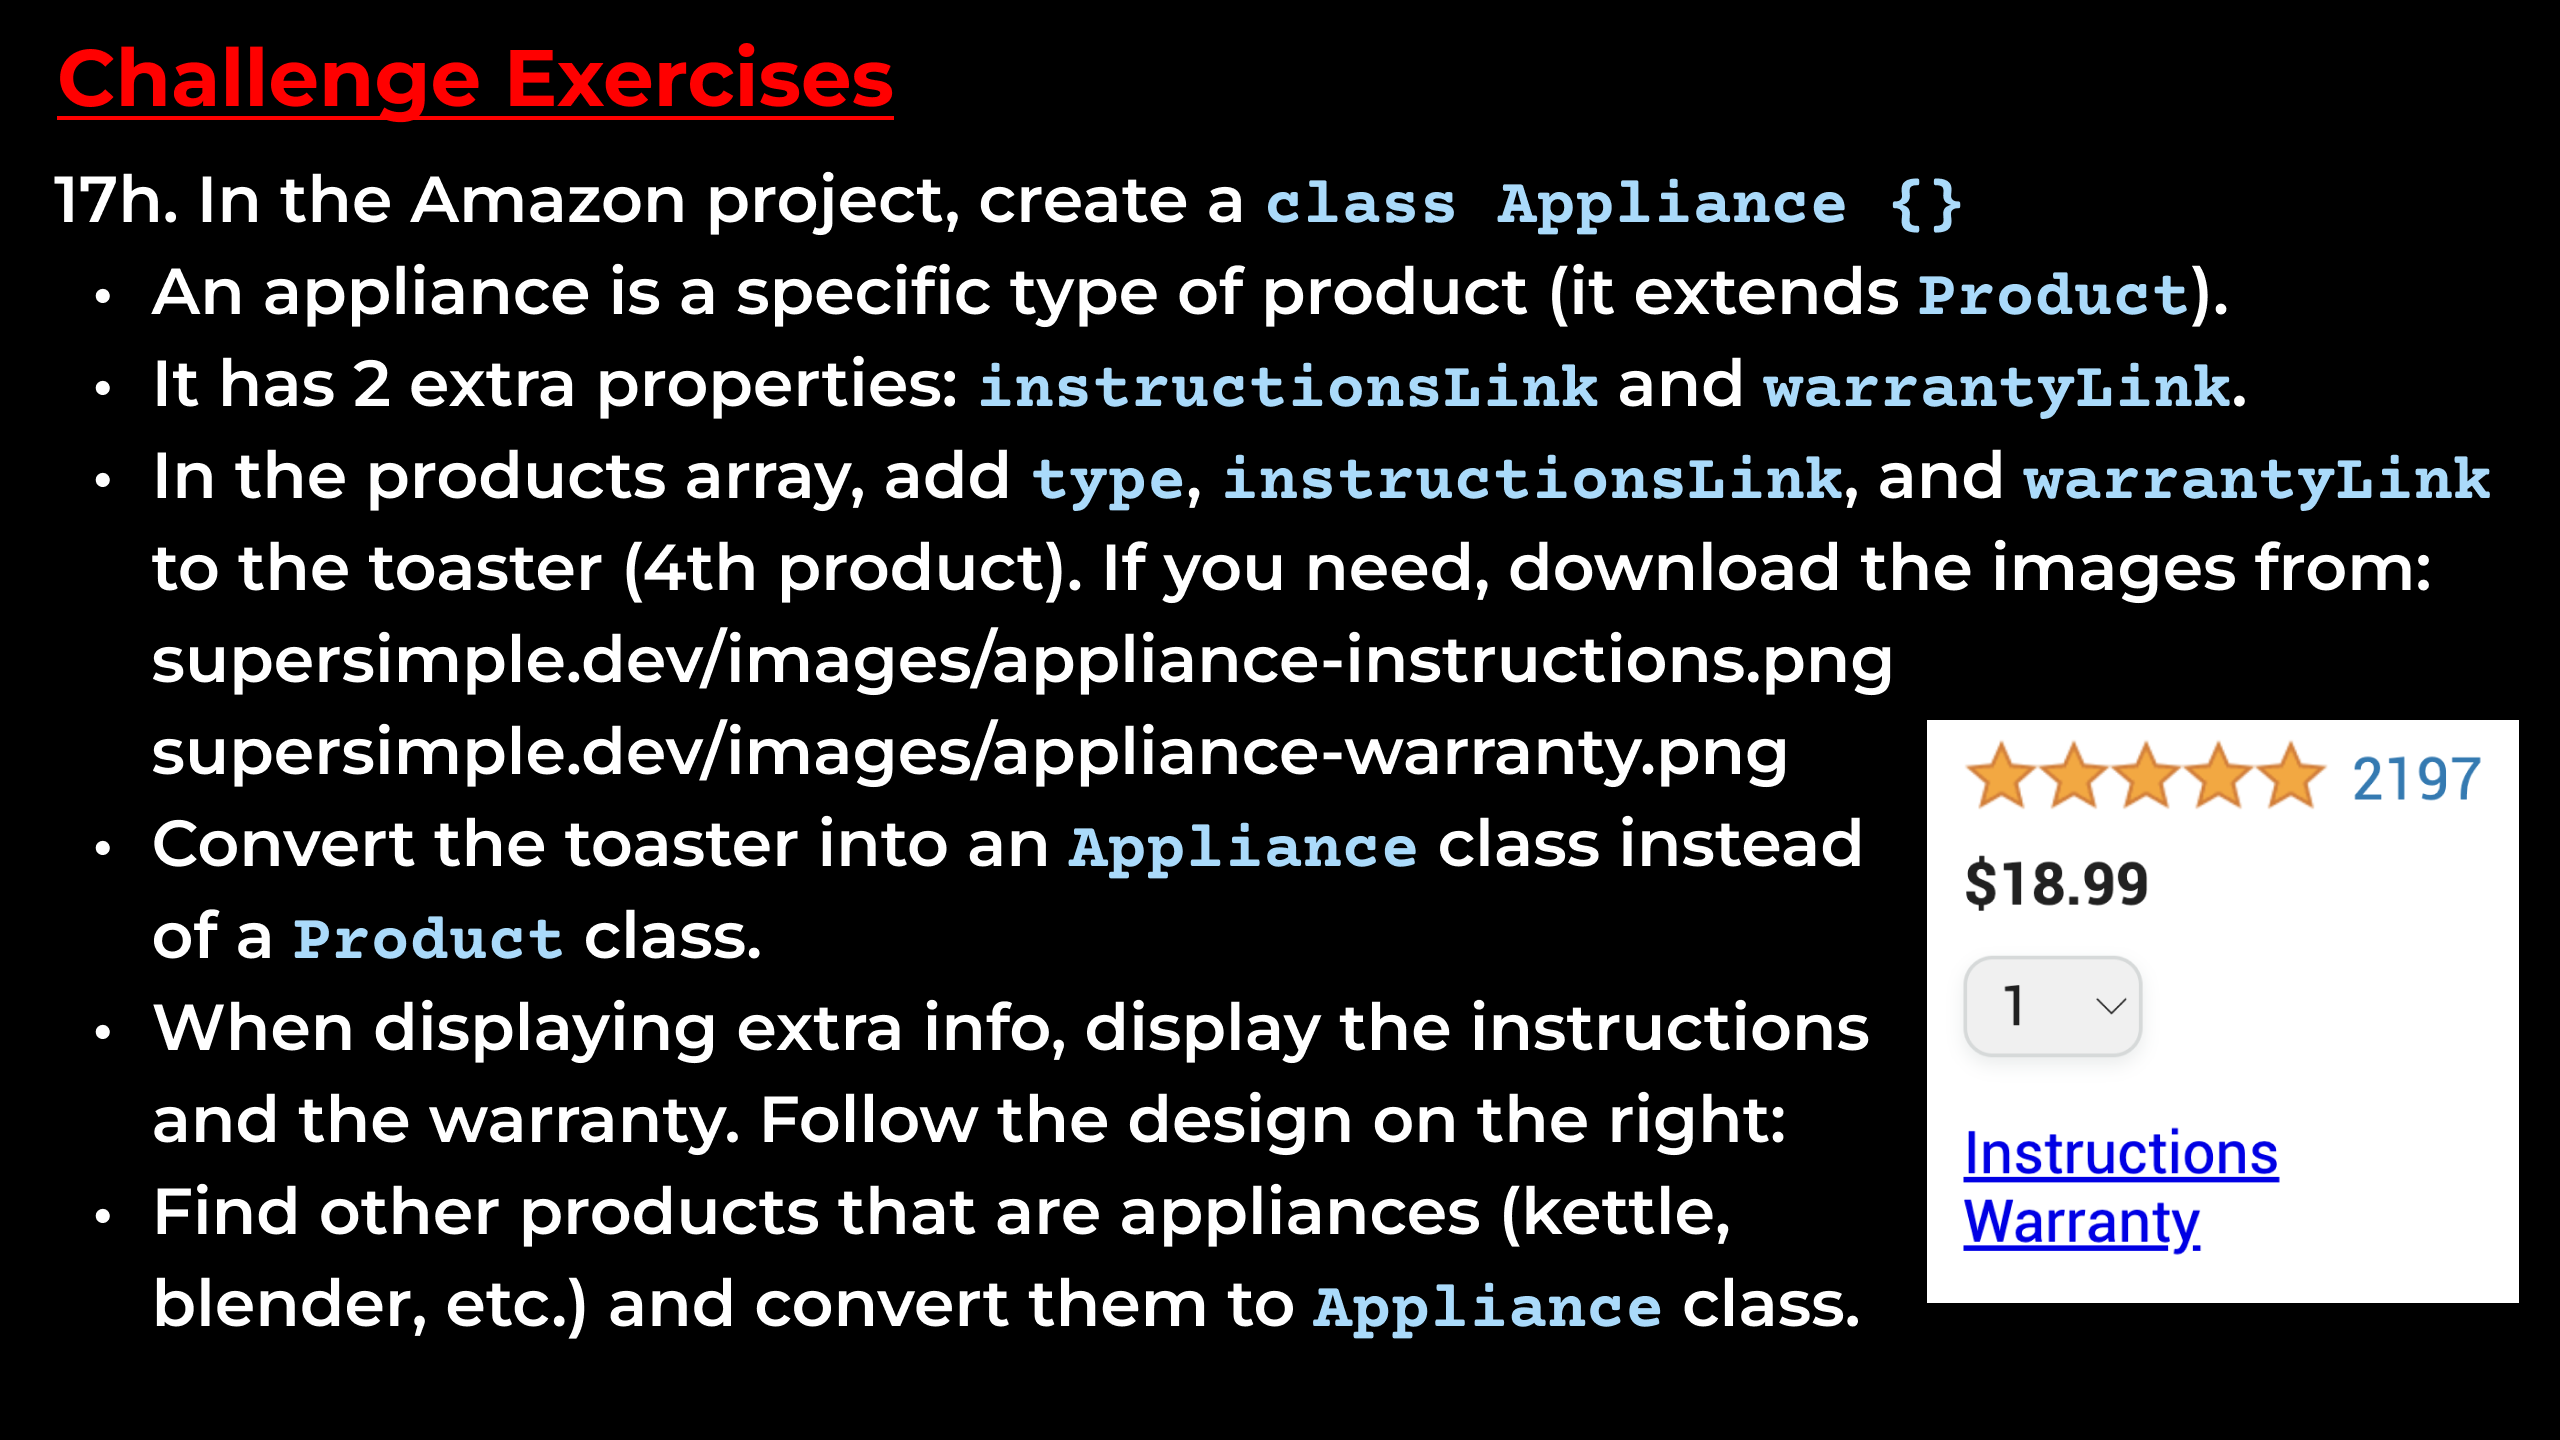 Challenge Exercises
17h. In the Amazon project, create a class Appliance {}
• An appliance is a specific type of product (it extends Product).
• It has 2 extra properties: instructionsLink and warrantyLink.
• In the products array, add type, instructionsLink, and warrantyLink
to the toaster (4th product). If you need, download the images from:
supersimple.dev/images/appliance-instructions.png
supersimple.dev/images/appliance-warranty.png
• Convert the toaster into an Appliance class instead
of a Product class.
• When displaying extra info, display the instructions
and the warranty. Follow the design on the right:
• Find other products that are appliances (kettle,
blender, etc.) and convert them to Appliance class.
2197
$18.99
1
Instructions
Warranty